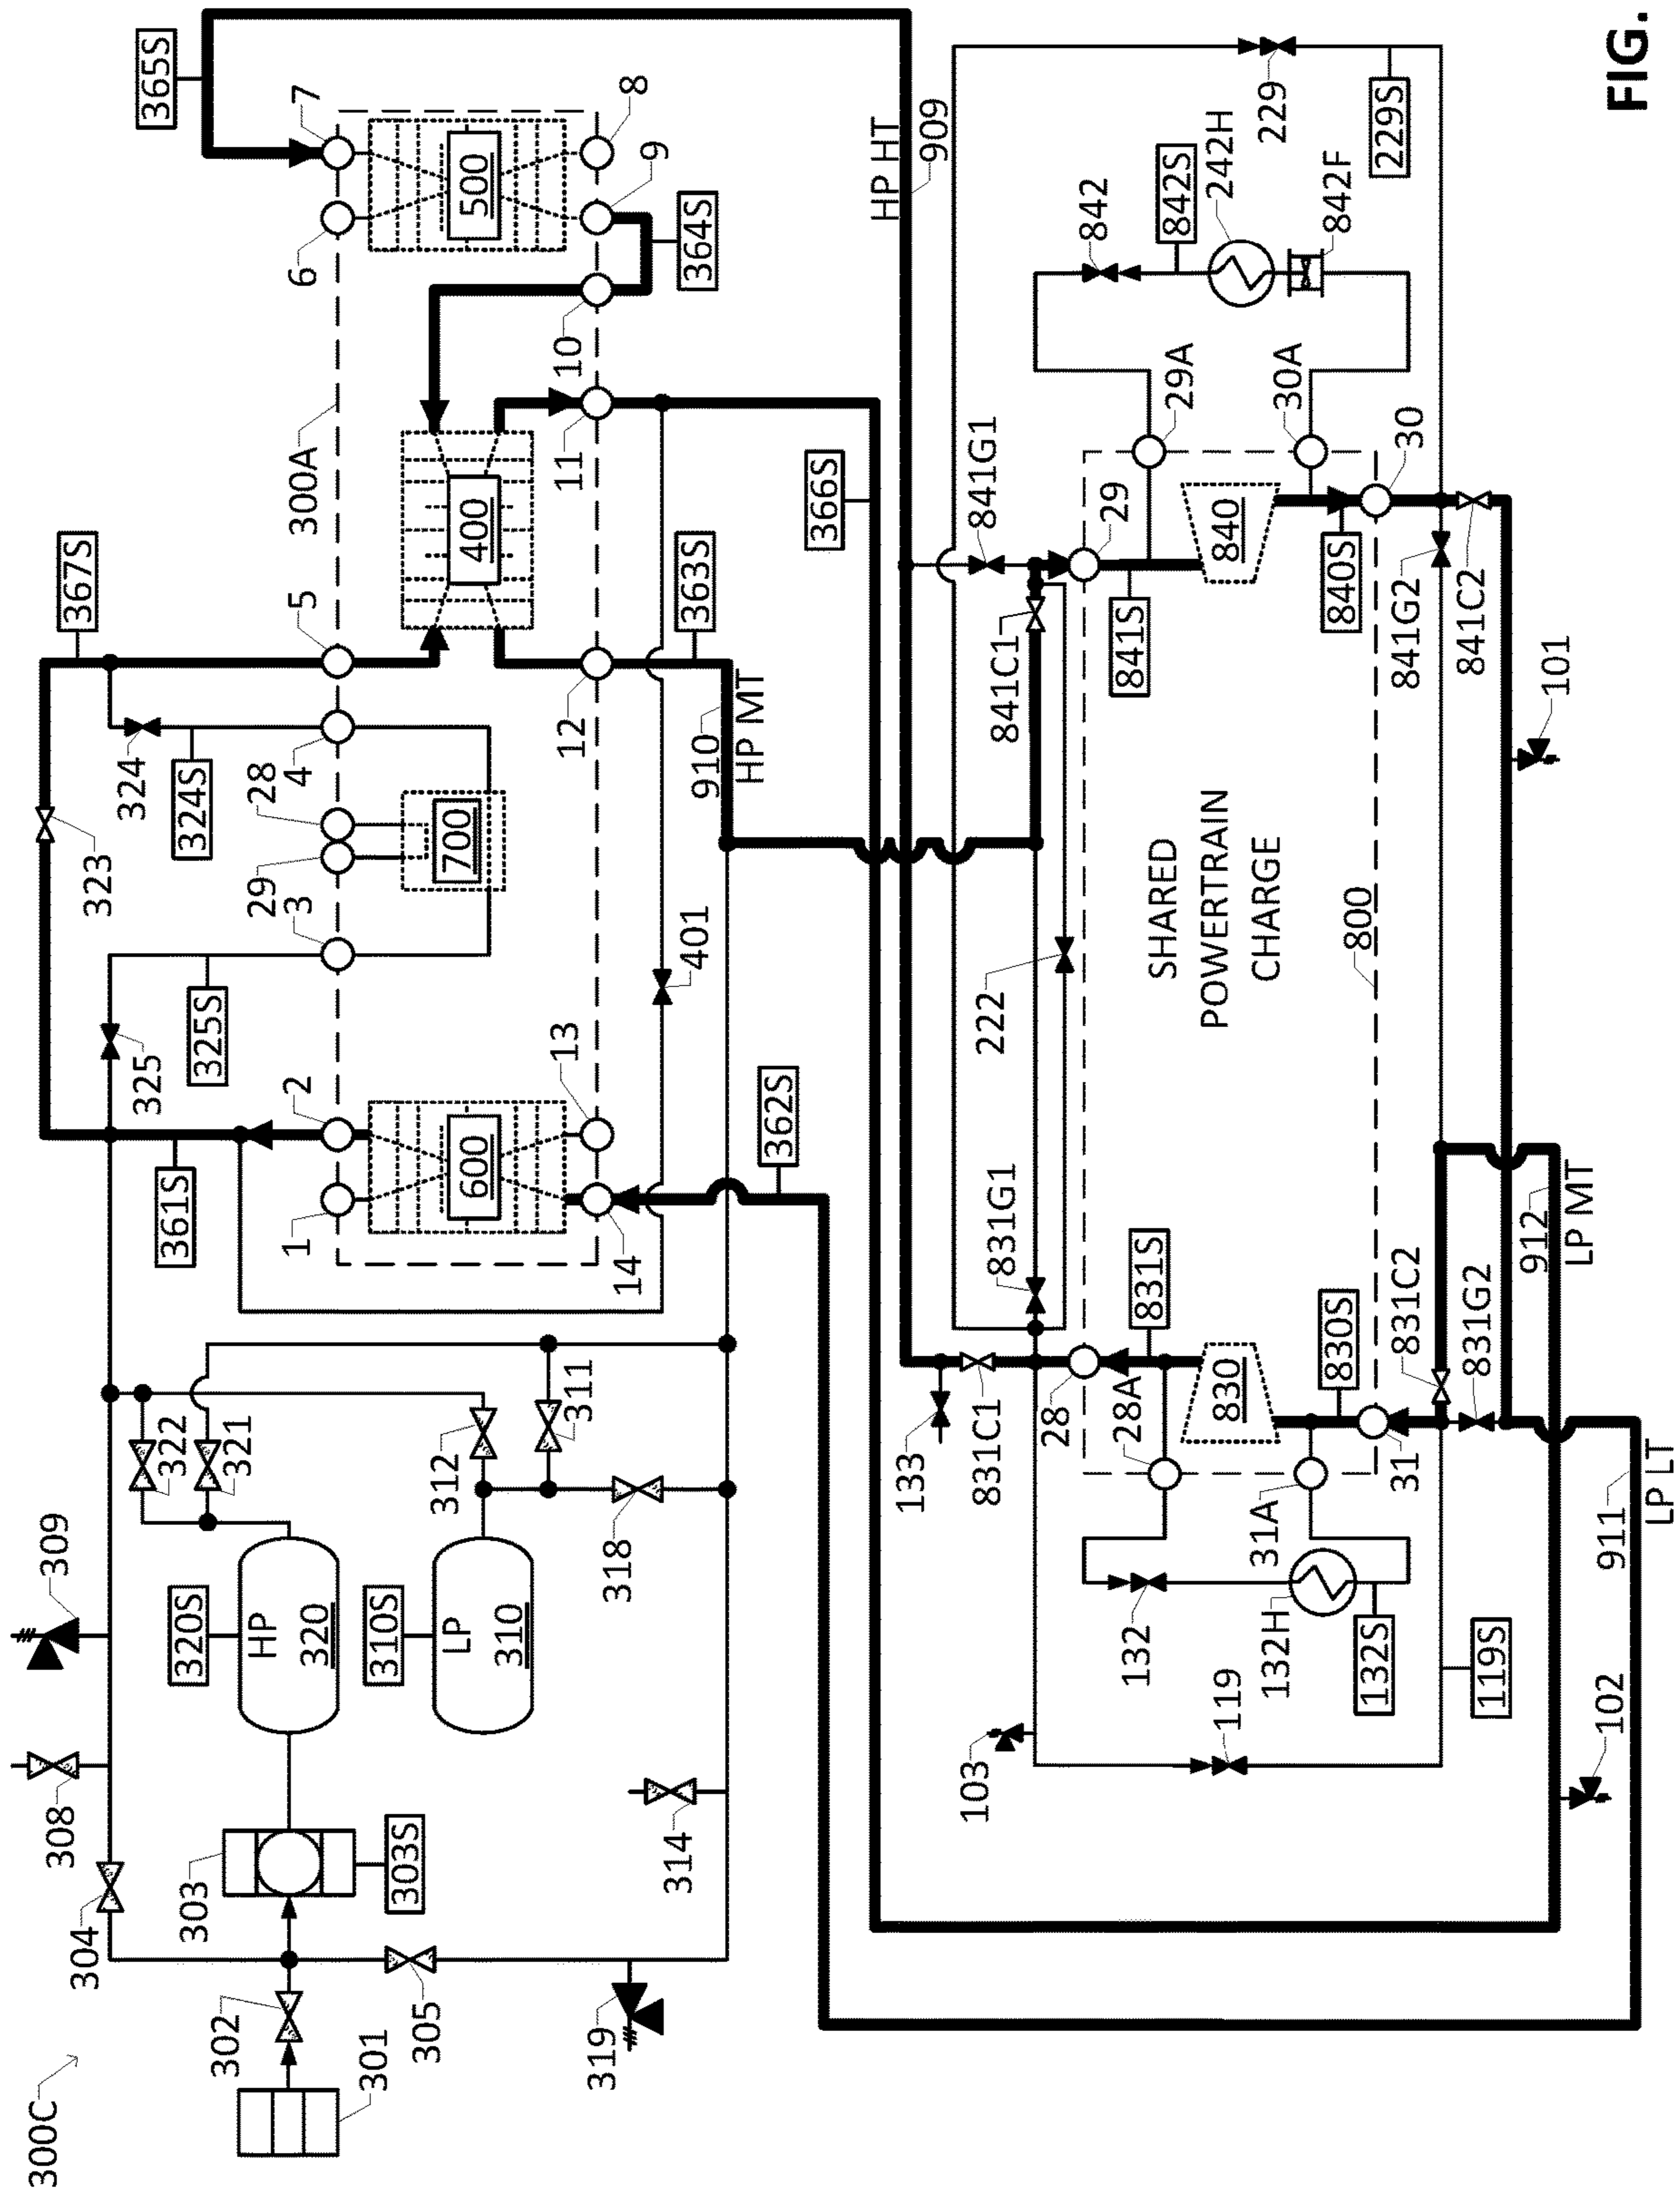 300C
301
302
303
303S
304
305
308
309
319
314
HP
320
320S
LP
310
310S
322
321
312
311
318
361S
1
2
600
13
14
362S
325
325S
3
29
28
4
700
324
324S
323
367S
5
300A
400
12
363S
910
HP MT
401
11
10
366S
6
7
500
8
9
364S
365S
HP HT
909
229
229S
842
842S
242H
842F
29A
30A
841G1
29
841S
840
840S
30
841G2
841C2
841C1
222
101
SHARED
POWERTRAIN
CHARGE
800
831G1
831S
830
830S
831C2
831G2
912
LP MT
133
831C1
28
28A
31A
31
911
LP LT
132
132H
132S
119
119S
103
102
FIG.